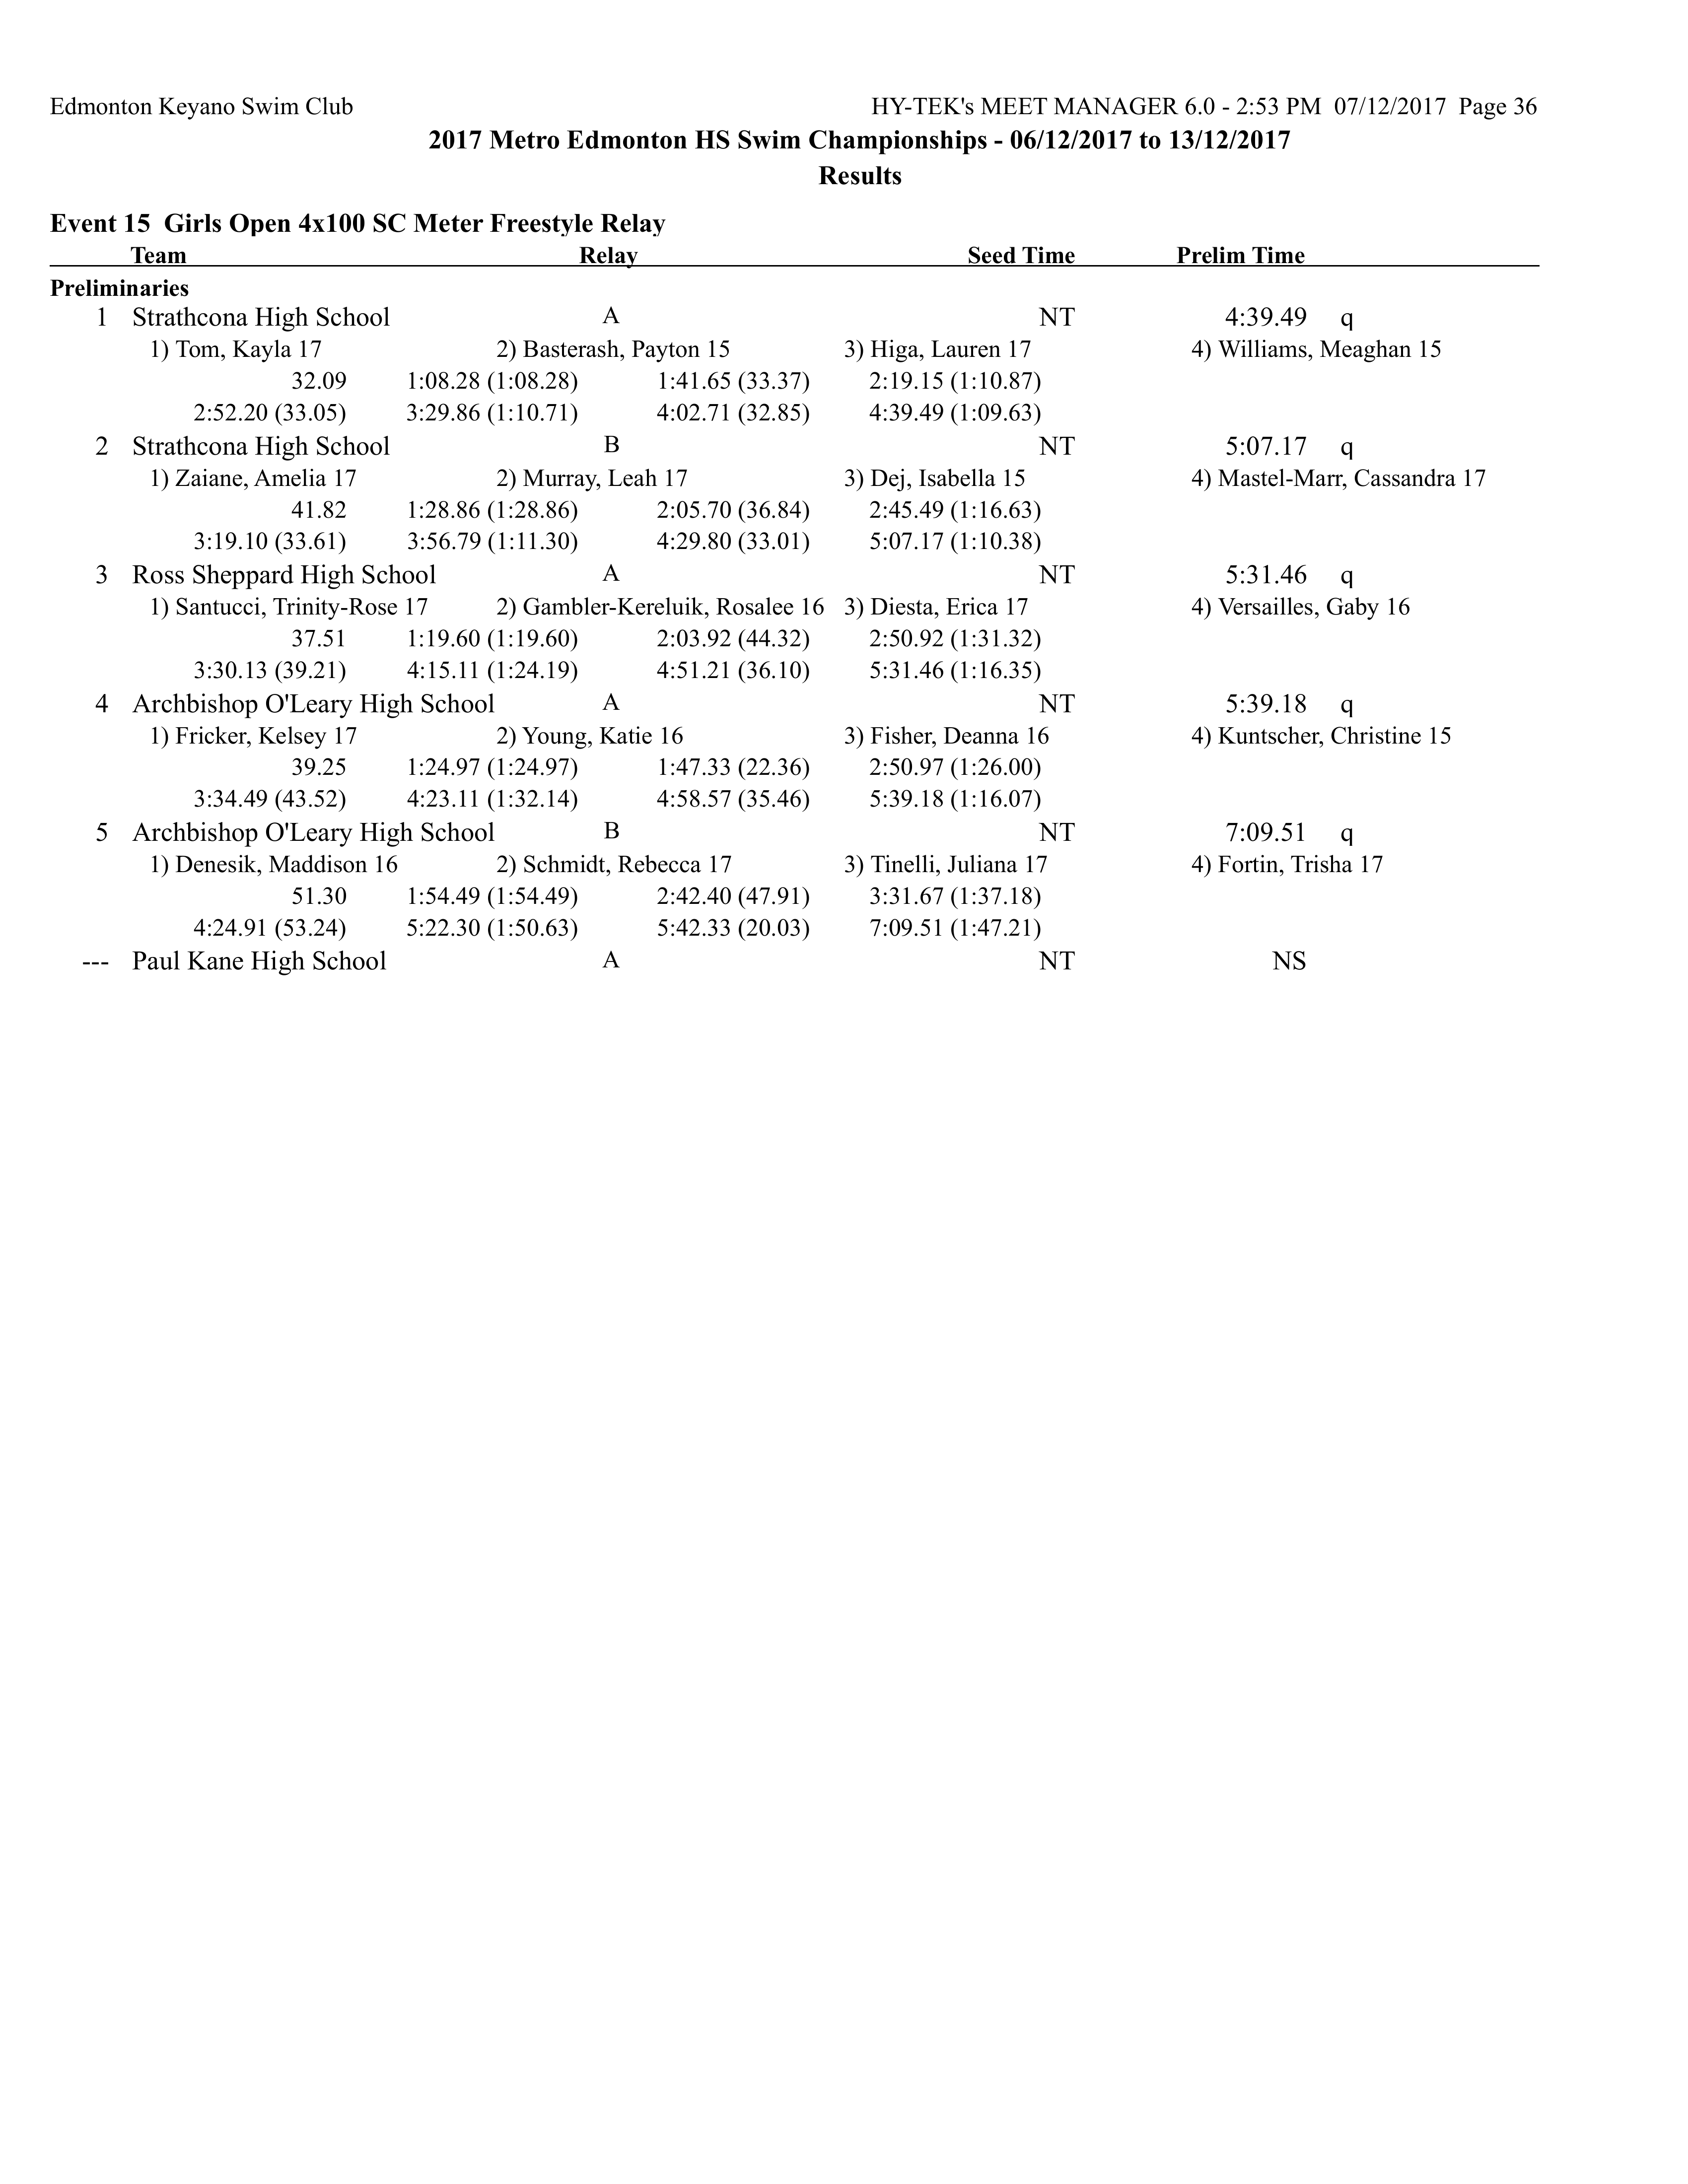 Edmonton Keyano Swim Club HY-TEK's MEET MANAGER 6.0 - 2:53 PM 07/12/2017 Page 36
2017 Metro Edmonton HS Swim Championships - 06/12/2017 to 13/12/2017
Results
Event 15 Girls Open 4x100 SC Meter Freestyle Relay
Team Relay Seed Time Prelim Time
Preliminaries
1 Strathcona High School A NT 4:39.49 q
1) Tom, Kayla 17 2) Basterash, Payton 15 3) Higa, Lauren 17 4) Williams, Meaghan 15
32.09 1:08.28 (1:08.28) 1:41.65 (33.37) 2:19.15 (1:10.87)
2:52.20 (33.05) 3:29.86 (1:10.71) 4:02.71 (32.85) 4:39.49 (1:09.63)
2 Strathcona High School B NT 5:07.17 q
1) Zaiane, Amelia 17 2) Murray, Leah 17 3) Dej, Isabella 15 4) Mastel-Marr, Cassandra 17
41.82 1:28.86 (1:28.86) 2:05.70 (36.84) 2:45.49 (1:16.63)
3:19.10 (33.61) 3:56.79 (1:11.30) 4:29.80 (33.01) 5:07.17 (1:10.38)
3 Ross Sheppard High School A NT 5:31.46 q
1) Santucci, Trinity-Rose 17 2) Gambler-Kereluik, Rosalee 16 3) Diesta, Erica 17 4) Versailles, Gaby 16
37.51 1:19.60 (1:19.60) 2:03.92 (44.32) 2:50.92 (1:31.32)
3:30.13 (39.21) 4:15.11 (1:24.19) 4:51.21 (36.10) 5:31.46 (1:16.35)
4 Archbishop O'Leary High School A NT 5:39.18 q
1) Fricker, Kelsey 17 2) Young, Katie 16 3) Fisher, Deanna 16 4) Kuntscher, Christine 15
39.25 1:24.97 (1:24.97) 1:47.33 (22.36) 2:50.97 (1:26.00)
3:34.49 (43.52) 4:23.11 (1:32.14) 4:58.57 (35.46) 5:39.18 (1:16.07)
5 Archbishop O'Leary High School B NT 7:09.51 q
1) Denesik, Maddison 16 2) Schmidt, Rebecca 17 3) Tinelli, Juliana 17 4) Fortin, Trisha 17
51.30 1:54.49 (1:54.49) 2:42.40 (47.91) 3:31.67 (1:37.18)
4:24.91 (53.24) 5:22.30 (1:50.63) 5:42.33 (20.03) 7:09.51 (1:47.21)
--- Paul Kane High School A NT NS